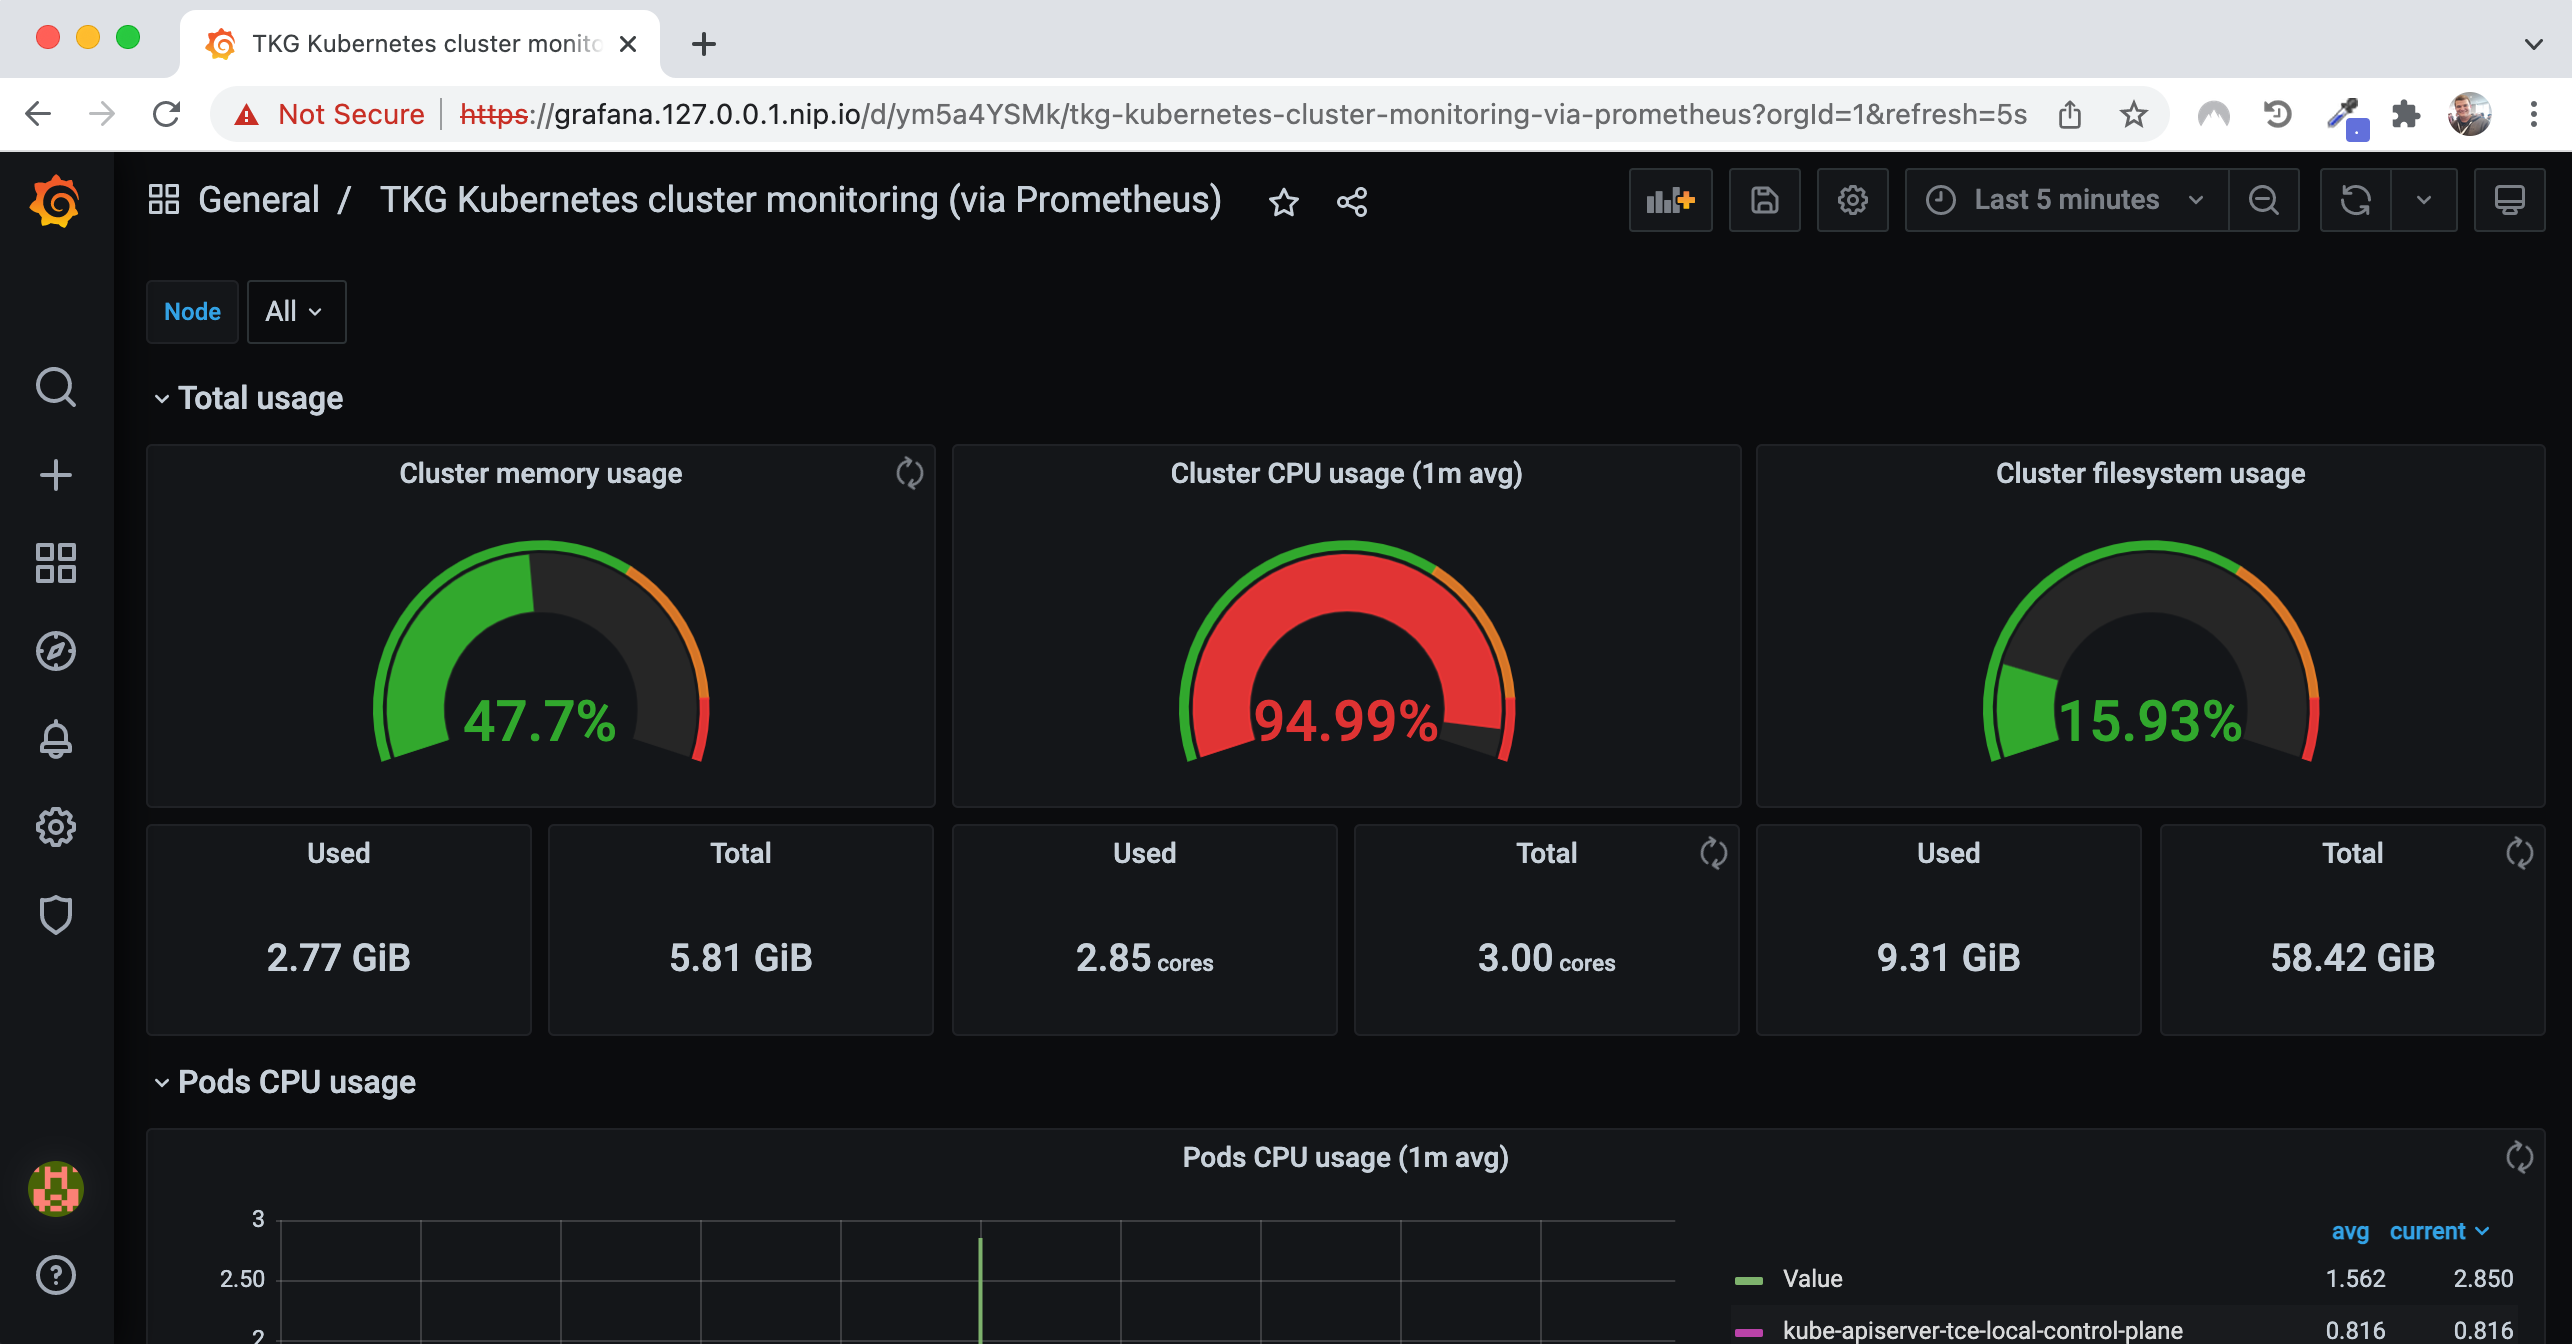 TKG Kubernetes cluster monito
Not Secure https://grafana.127.0.0.1.nip.io/d/ym5a4YSMk/tkg-kubernetes-cluster-monitoring-via-prometheus?orgId=1&refresh=5s
General / TKG Kubernetes cluster monitoring (via Prometheus) Last 5 minutes
Node All
Total usage
Cluster memory usage
47.7%
Cluster CPU usage (1m avg)
94.99%
Cluster filesystem usage
15.93%
Used
2.77 GiB
Total
5.81 GiB
Used
2.85 cores
Total
3.00 cores
Used
9.31 GiB
Total
58.42 GiB
Pods CPU usage
Pods CPU usage (1m avg)
3
2.50
2
avg current
Value 1.562 2.850
kube-apiserver-tce-local-control-plane 0.816 0.816